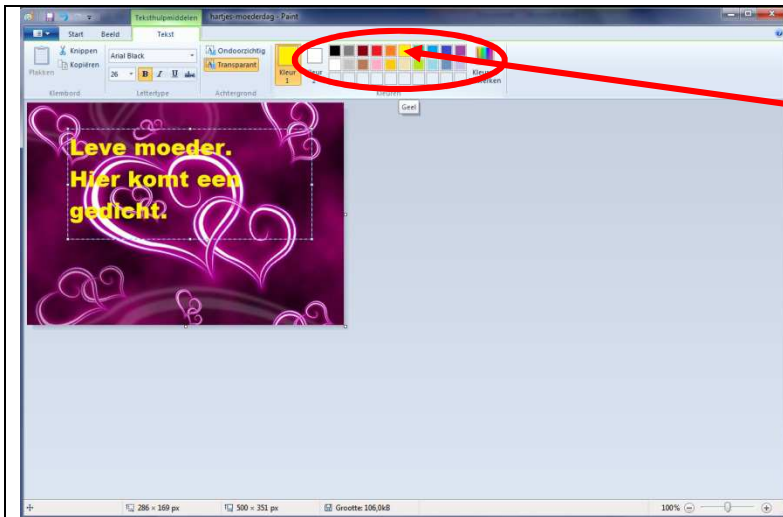 Teksthulpmiddelen hartjes-moederdag - Paint
Start Beeld Tekst
Plakken
Knippen
Kopiëren
Klembord
Arial Black
26 B I U abc
Lettertype
Ondoorzichtig
Transparant
Achtergrond
Kleur
1
Kleuren
Geel
Leve moeder.
Hier komt een
gedicht.
286 × 169 px 500 × 351 px Grootte: 106,0kB 100%